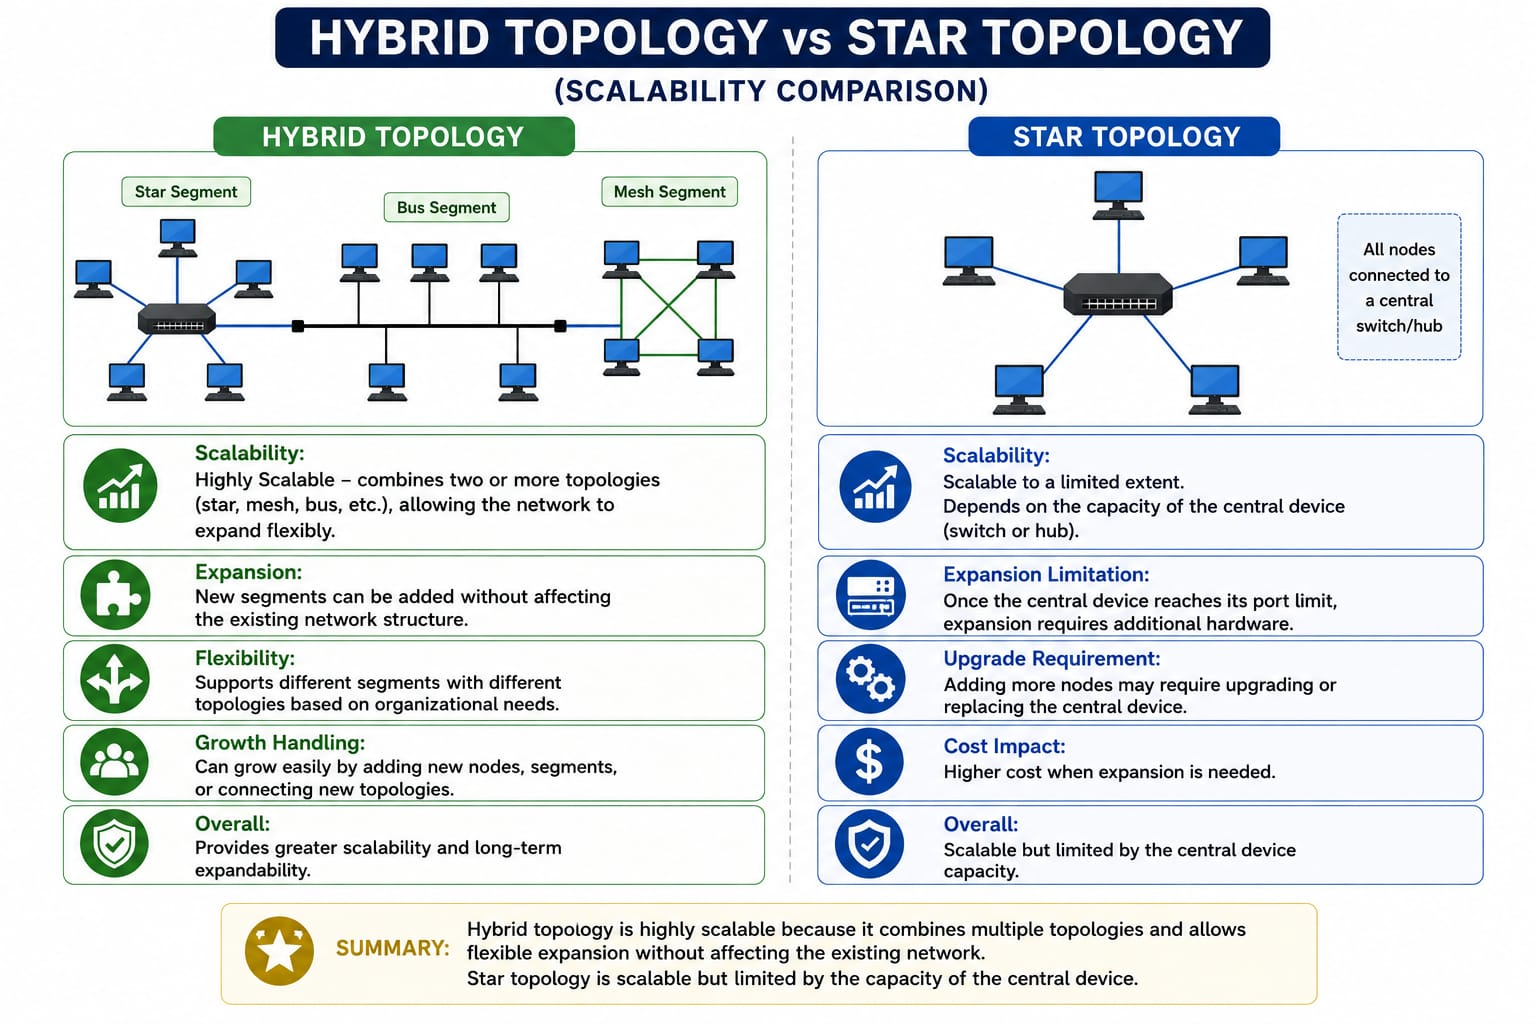 HYBRID TOPOLOGY vs STAR TOPOLOGY
(SCALABILITY COMPARISON)
HYBRID TOPOLOGY
Star Segment
Bus Segment
Mesh Segment
Scalability:
Highly Scalable – combines two or more topologies
(star, mesh, bus, etc.), allowing the network to
expand flexibly.
Expansion:
New segments can be added without affecting
the existing network structure.
Flexibility:
Supports different segments with different
topologies based on organizational needs.
Growth Handling:
Can grow easily by adding new nodes, segments,
or connecting new topologies.
Overall:
Provides greater scalability and long-term
expandability.
STAR TOPOLOGY
All nodes
connected to
a central
switch/hub
Scalability:
Scalable to a limited extent.
Depends on the capacity of the central device
(switch or hub).
Expansion Limitation:
Once the central device reaches its port limit,
expansion requires additional hardware.
Upgrade Requirement:
Adding more nodes may require upgrading or
replacing the central device.
$
Cost Impact:
Higher cost when expansion is needed.
Overall:
Scalable but limited by the central device
capacity.
SUMMARY:
Hybrid topology is highly scalable because it combines multiple topologies and allows
flexible expansion without affecting the existing network.
Star topology is scalable but limited by the capacity of the central device.